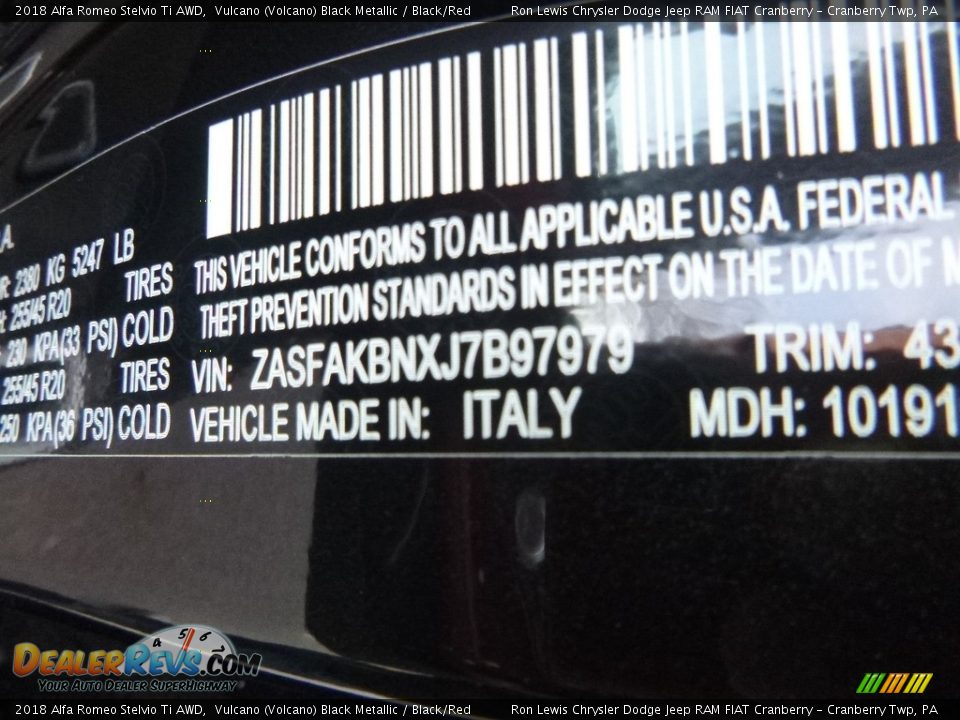 2018 Alfa Romeo Stelvio Ti AWD, Vulcano (Volcano) Black Metallic / Black/Red Ron Lewis Chrysler Dodge Jeep RAM FIAT Cranberry - Cranberry Twp, PA
2380 KG 5247 LB
255/45 R20 TIRES
230 KPA(33 PSI) COLD
255/45 R20 TIRES
250 KPA(36 PSI) COLD
THIS VEHICLE CONFORMS TO ALL APPLICABLE U.S.A. FEDERAL
THEFT PREVENTION STANDARDS IN EFFECT ON THE DATE OF M
VIN: ZASFAKBNXJ7B97979 TRIM: 43
VEHICLE MADE IN: ITALY MDH: 10191
4 5 6
DealerRevs.com
Your Auto Dealer SuperHighway
2018 Alfa Romeo Stelvio Ti AWD, Vulcano (Volcano) Black Metallic / Black/Red Ron Lewis Chrysler Dodge Jeep RAM FIAT Cranberry - Cranberry Twp, PA